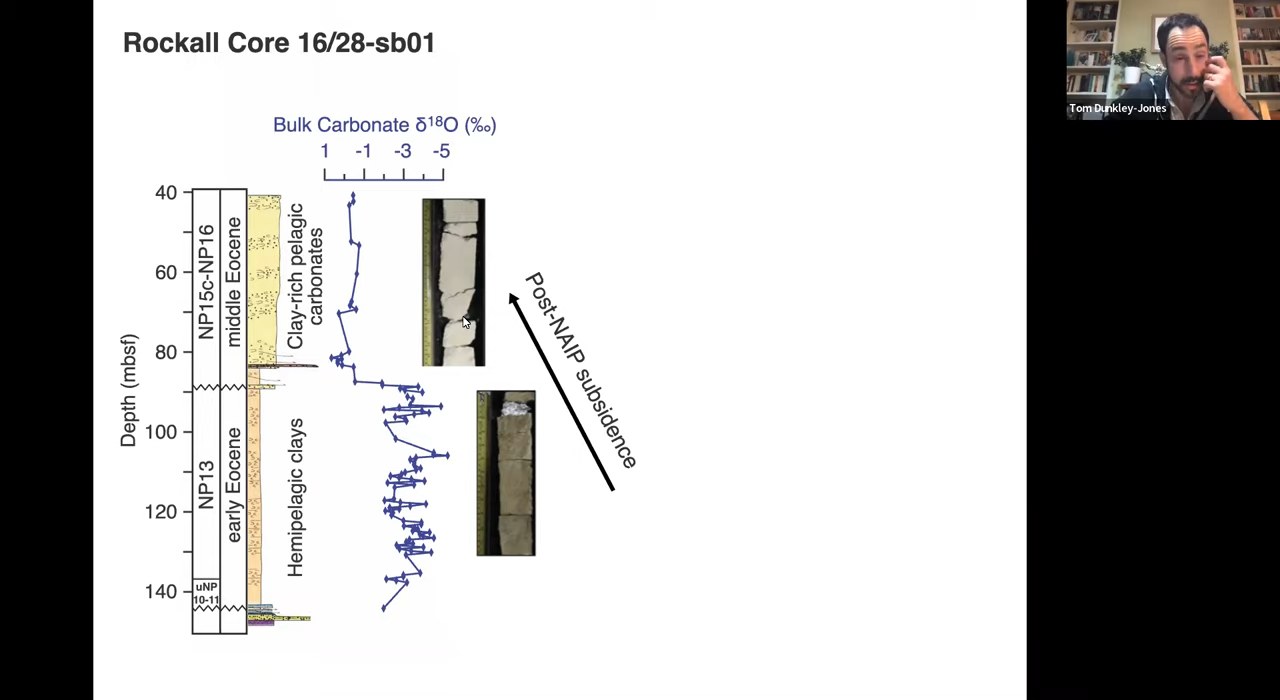 Rockall Core 16/28-sb01
Tom Dunkley-Jones
Bulk Carbonate δ¹⁸O (‰)
1 -1 -3 -5
40
60
80
100
120
140
Depth (mbsf)
NP15c-NP16
middle Eocene
Clay-rich pelagic
carbonates
NP13
early Eocene
Hemipelagic clays
uNP
10-11
Post-NAIP subsidence